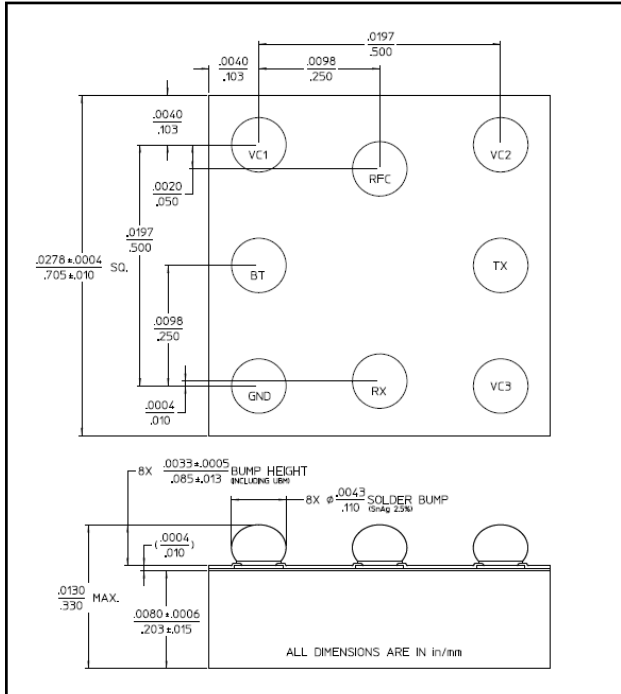 .0197
.500
.0040
.103
.0098
.250
.0040
.103
VC1
VC2
RFC
.0020
.050
.0197
.500
.0278±.0004
.705±.010 SQ.
BT
TX
.0098
.250
GND
RX
VC3
.0004
.010
8X .0033±.0005 BUMP HEIGHT
.085±.013 (INCLUDING UBM)
8X ø .0043 SOLDER BUMP
.110 (SnAg 2.5%)
(.0004
.010)
.0130
.330 MAX.
.0080±.0006
.203±.015
ALL DIMENSIONS ARE IN in/mm